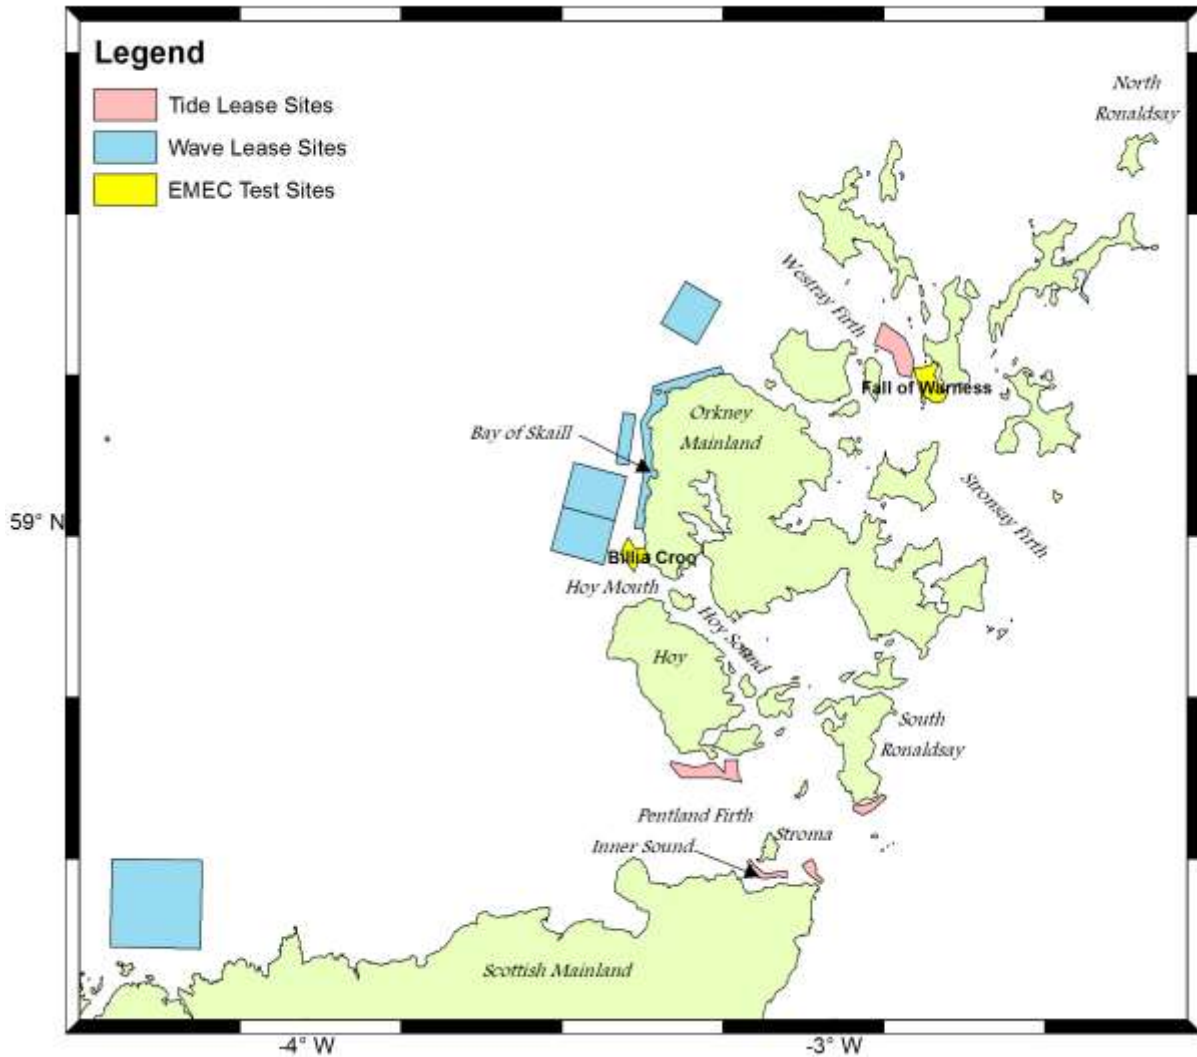 Legend
Tide Lease Sites
Wave Lease Sites
EMEC Test Sites
North
Ronaldsay
Westray Firth
Fall of Warness
Orkney
Mainland
Bay of Skaill
Stronsay Firth
59° N
Billia Croo
Hoy Mouth
Hoy Sound
Hoy
South
Ronaldsay
Pentland Firth
Stroma
Inner Sound
Scottish Mainland
-4° W
-3° W